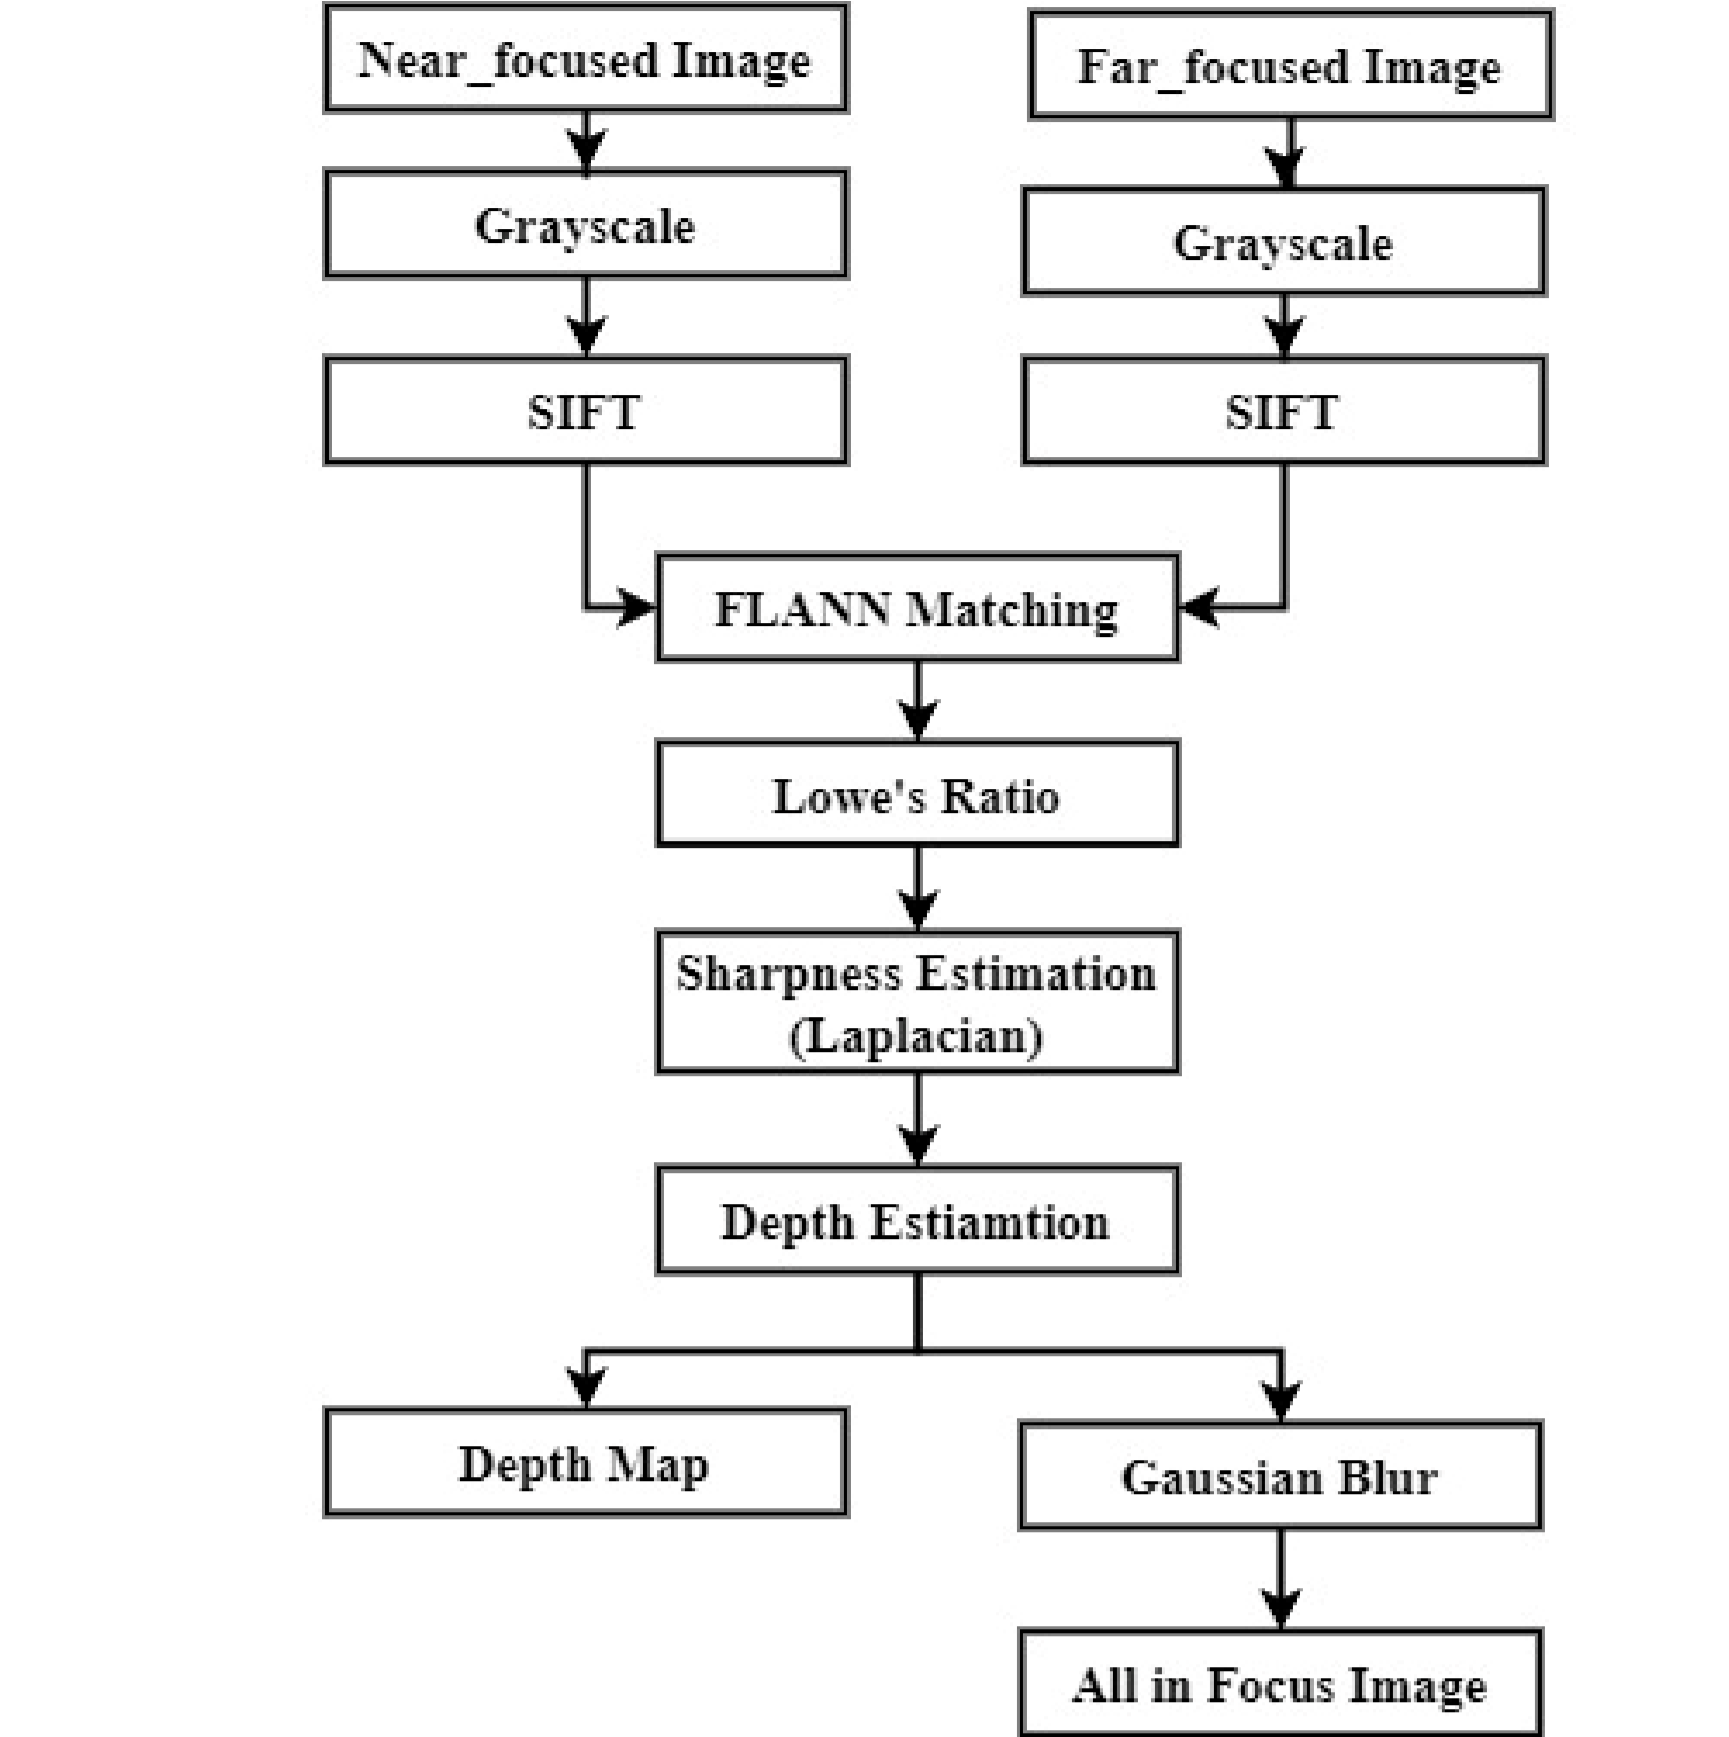 Near_focused Image
Far_focused Image
Grayscale
Grayscale
SIFT
SIFT
FLANN Matching
Lowe's Ratio
Sharpness Estimation
(Laplacian)
Depth Estiamtion
Depth Map
Gaussian Blur
All in Focus Image